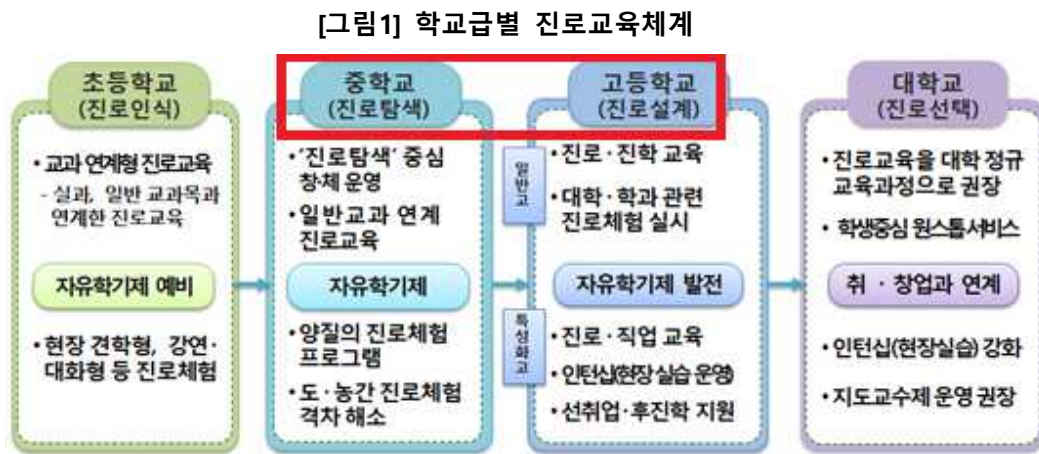 [그림1] 학교급별 진로교육체계
초등학교
(진로인식)
• 교과 연계형 진로교육
- 실과, 일반 교과목과
연계한 진로교육
자유학기제 예비
• 현장 견학형, 강연·
대화형 등 진로체험
중학교
(진로탐색)
• '진로탐색' 중심
창체 운영
• 일반교과 연계
진로교육
자유학기제
• 양질의 진로체험
프로그램
• 도·농간 진로체험
격차 해소
고등학교
(진로설계)
일반고
• 진로·진학 교육
• 대학·학과 관련
진로체험 실시
자유학기제 발전
특성화고
• 진로·직업 교육
• 인턴십(현장 실습 운영)
• 선취업·후진학 지원
대학교
(진로선택)
• 진로교육을 대학 정규
교육과정으로 권장
• 학생중심 원스톱서비스
취·창업과 연계
• 인턴십(현장실습) 강화
• 지도교수제 운영 권장